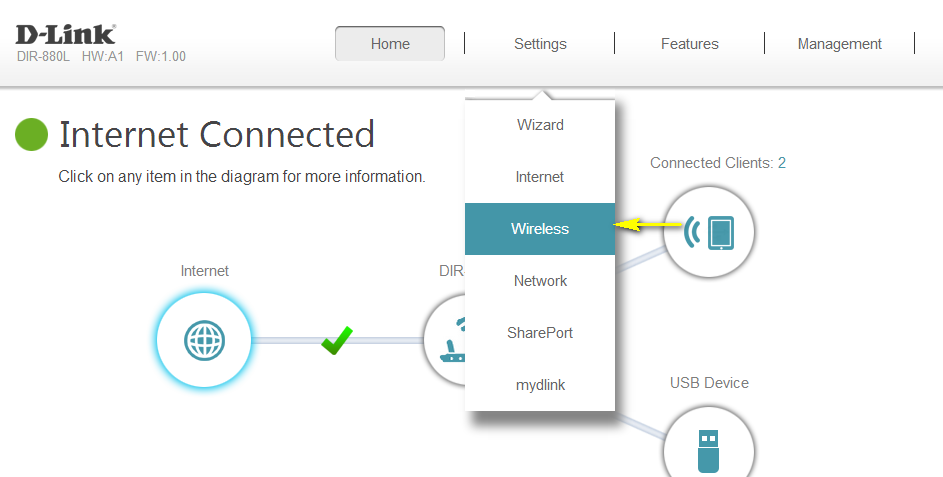 D-Link
DIR-880L HW:A1 FW:1.00
Home
Settings
Features
Management
Internet Connected
Click on any item in the diagram for more information.
Wizard
Internet
Wireless
Network
SharePort
mydlink
Connected Clients: 2
Internet
DIR-
USB Device